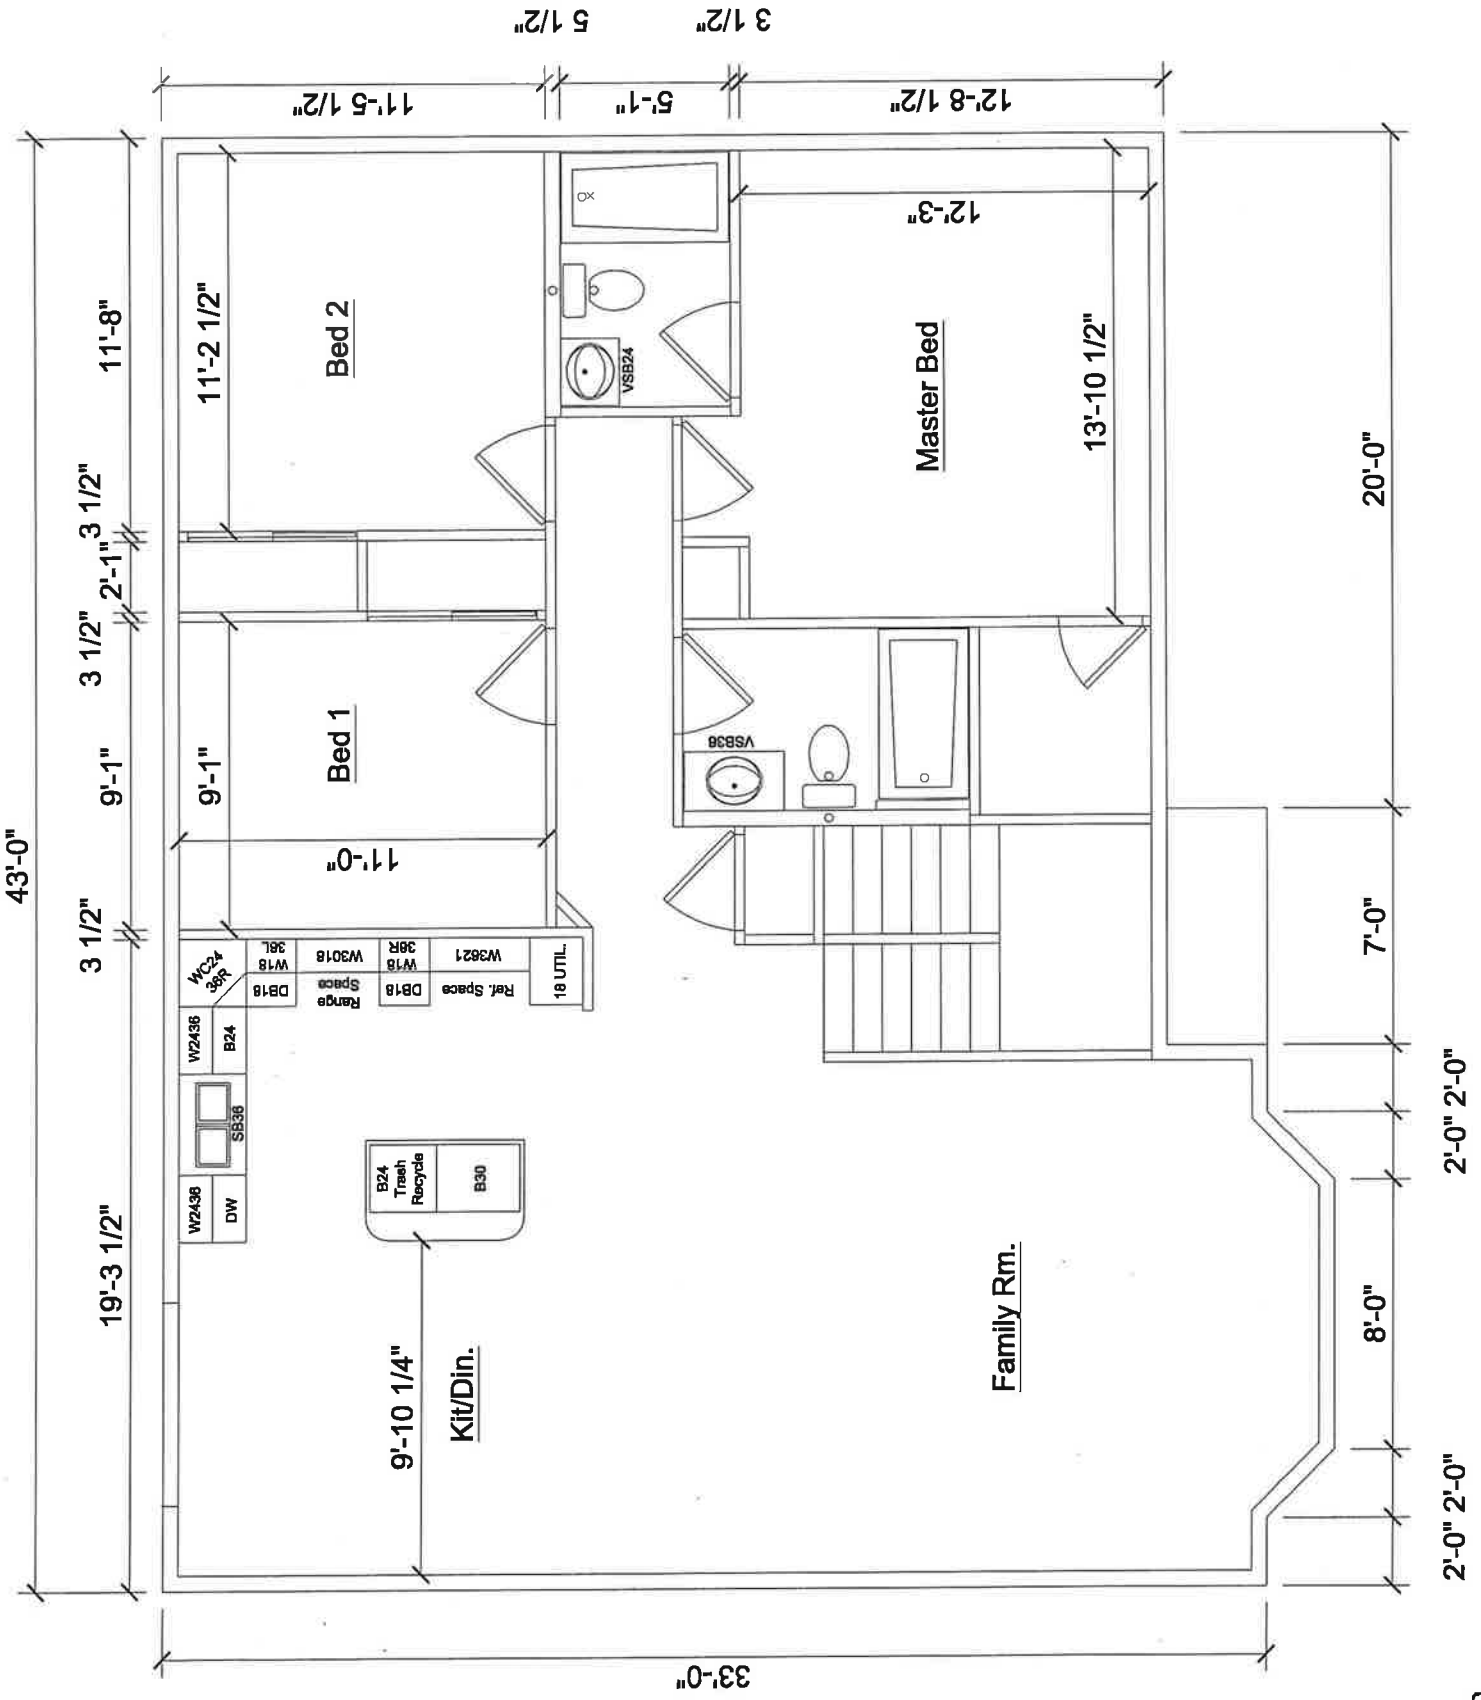 43'-0"
19'-3 1/2"
3 1/2"
9'-1"
3 1/2"
2'-1"
3 1/2"
11'-8"
33'-0"
11'-5 1/2"
5 1/2"
5'-1"
3 1/2"
12'-8 1/2"
W2436
DW
SB36
W2436
B24
WC24
36R
W18
36L
DB18
W3018
Range
Space
W18
36R
DB18
W3621
Ref. Space
18 UTIL.
B24
Trash
Recycle
B30
9'-10 1/4"
Kit/Din.
Family Rm.
9'-1"
11'-0"
Bed 1
11'-2 1/2"
Bed 2
VSB24
VSB36
12'-3"
Master Bed
13'-10 1/2"
2'-0"
2'-0"
8'-0"
2'-0"
2'-0"
7'-0"
20'-0"